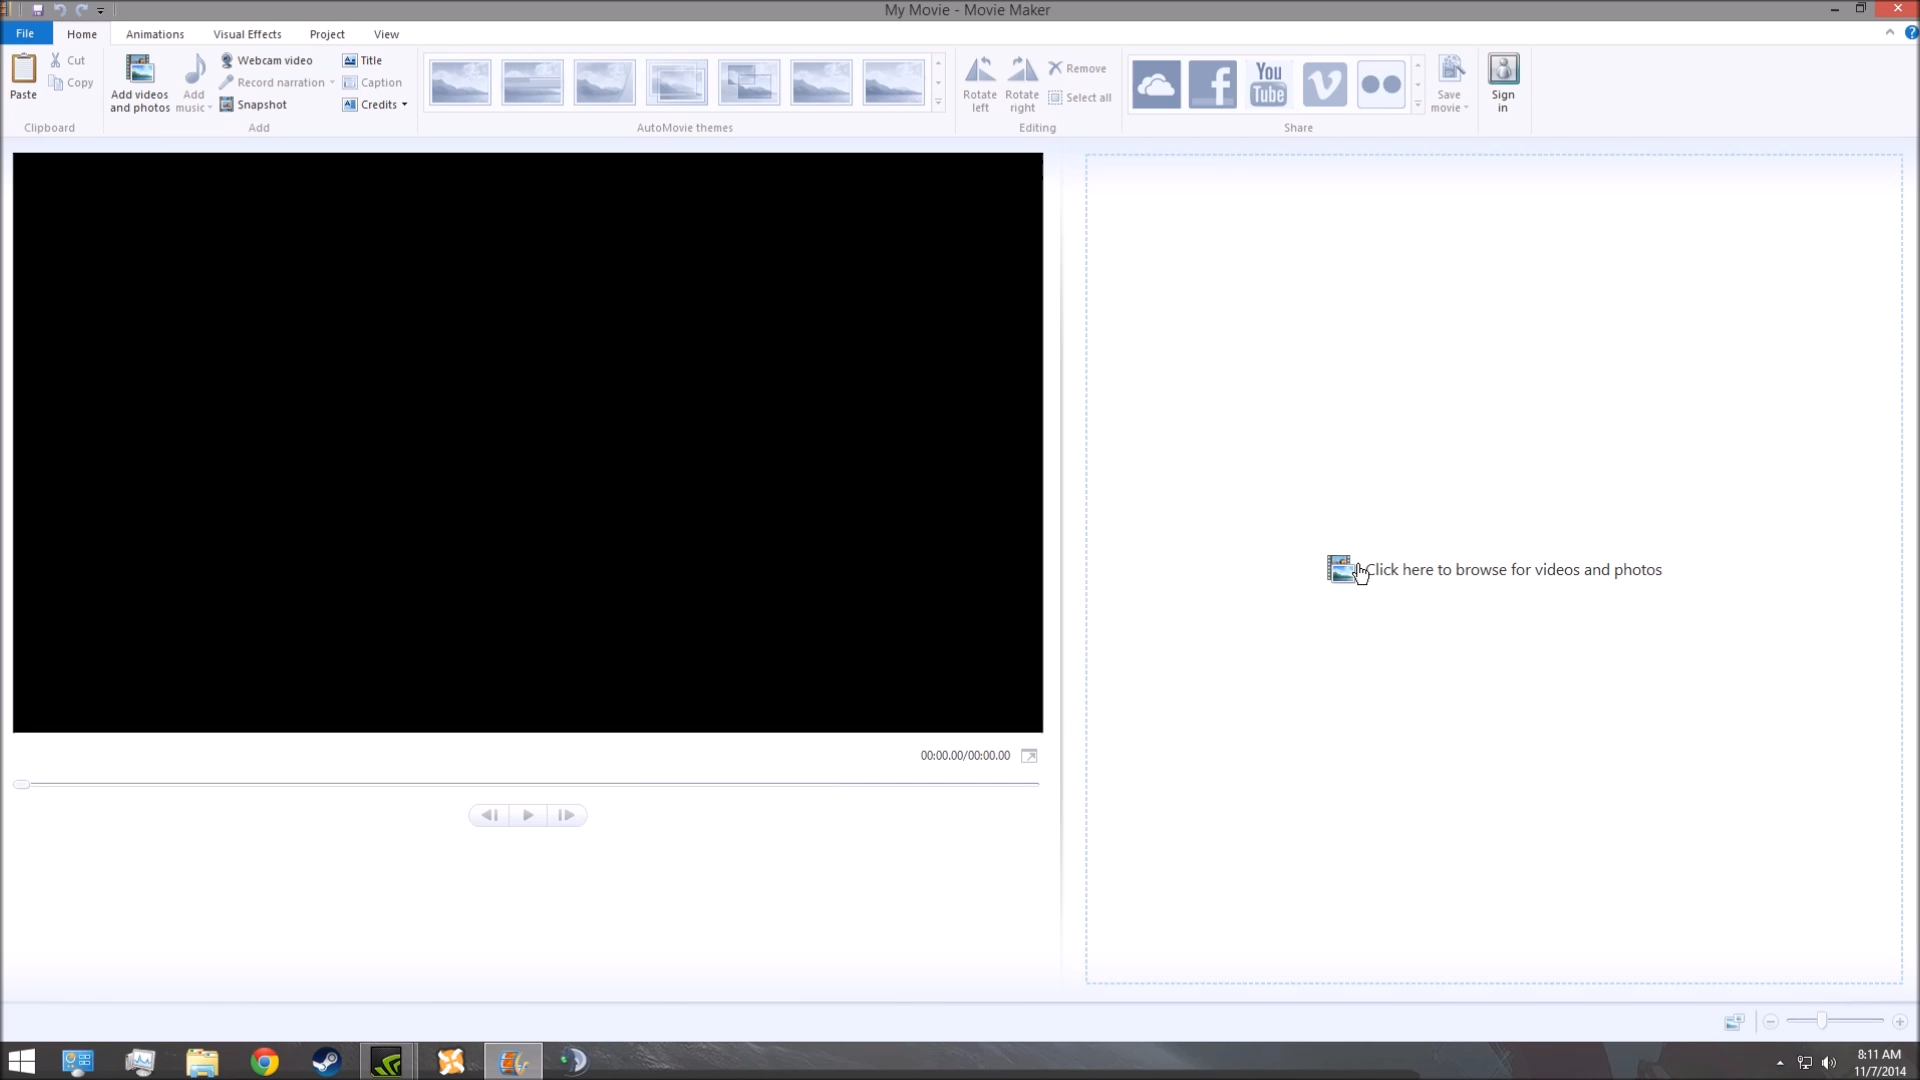 My Movie - Movie Maker
File Home Animations Visual Effects Project View
Paste
Cut
Copy
Clipboard
Add videos
and photos
Add
music
Webcam video
Record narration
Snapshot
Title
Caption
Credits
Add
AutoMovie themes
Rotate
left
Rotate
right
Remove
Select all
Editing
You
Tube
Share
Save
movie
Sign
in
Click here to browse for videos and photos
00:00.00/00:00.00
8:11 AM
11/7/2014